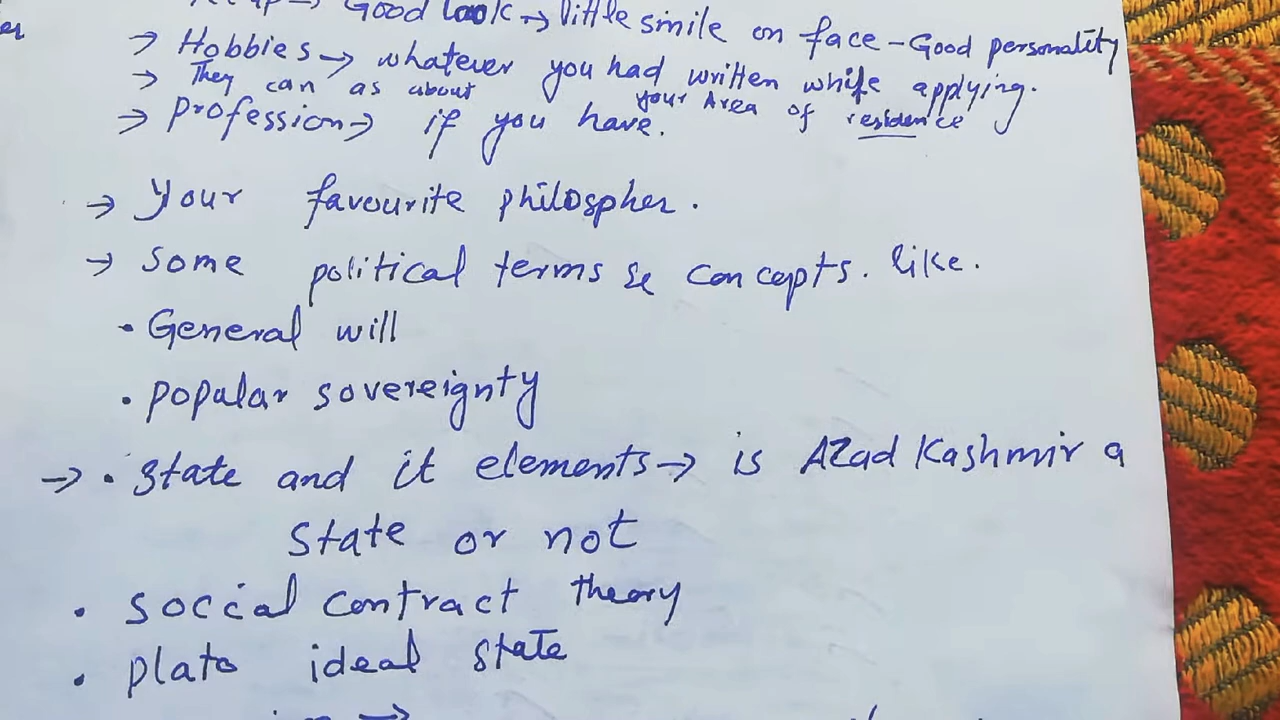 Good look → little smile on face - Good personality
→ Hobbies → whatever you had written while applying.
→ They can as about your Area of residence
→ profession → if you have.
→ your favourite philospher.
→ some political terms & concepts. like.
• General will
• popular sovereignty
→ • state and it elements → is Azad Kashmir a
state or not
• social contract theory
• plato ideal state